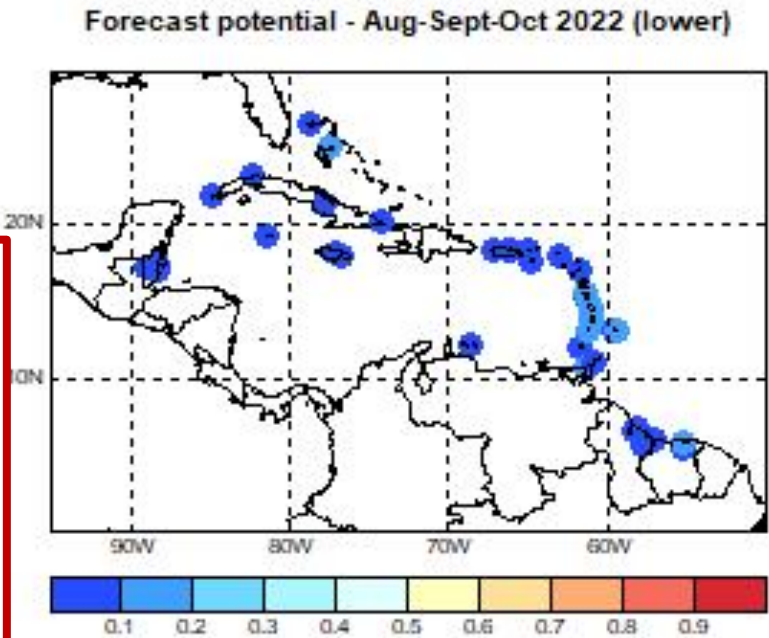 Forecast potential - Aug-Sept-Oct 2022 (lower)
20N
10N
90W 80W 70W 60W
0.1 0.2 0.3 0.4 0.5 0.6 0.7 0.8 0.9